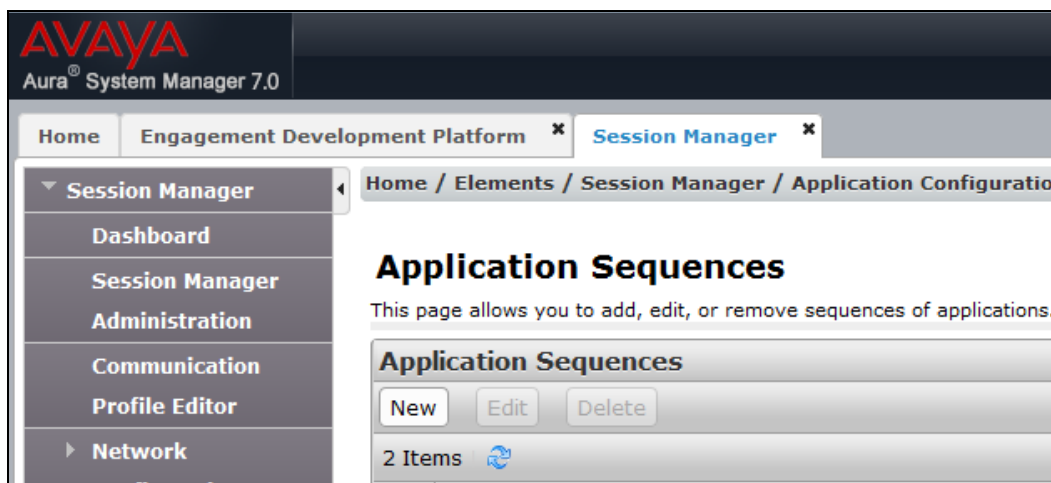 AVAYA
Aura® System Manager 7.0
Home
Engagement Development Platform
Session Manager
Session Manager
Dashboard
Session Manager
Administration
Communication
Profile Editor
Network
Home / Elements / Session Manager / Application Configuratio
Application Sequences
This page allows you to add, edit, or remove sequences of applications.
Application Sequences
New
Edit
Delete
2 Items